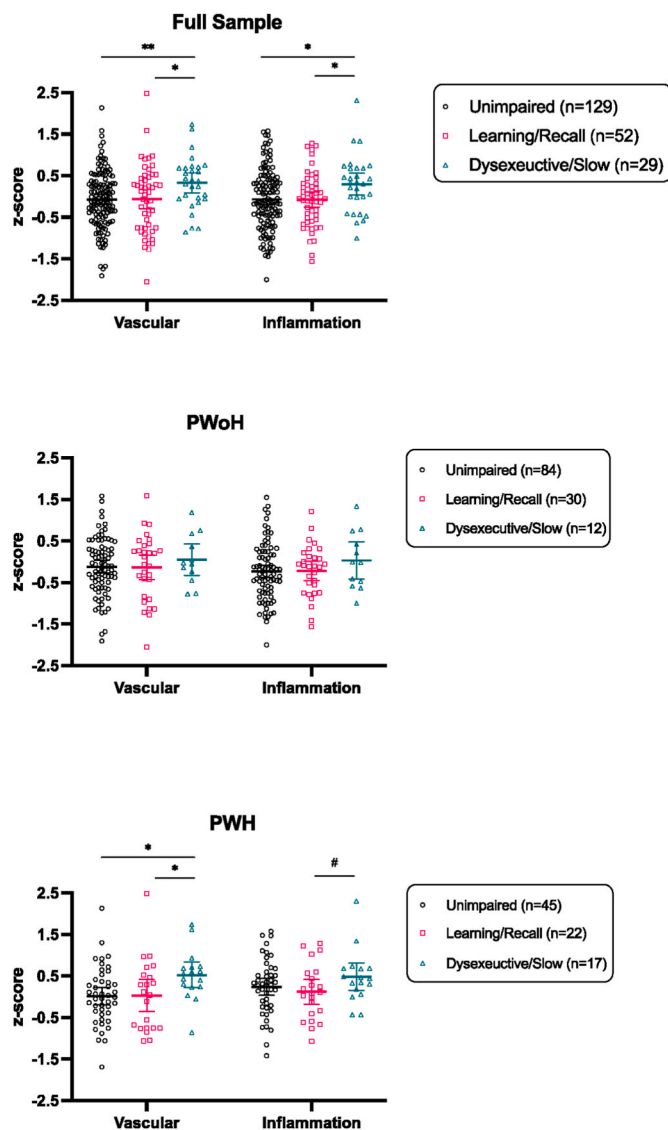 Full Sample
** *
* *
z-score
2.5
1.5
0.5
-0.5
-1.5
-2.5
Vascular Inflammation
Unimpaired (n=129)
Learning/Recall (n=52)
Dysexeuctive/Slow (n=29)
PWoH
z-score
2.5
1.5
0.5
-0.5
-1.5
-2.5
Vascular Inflammation
Unimpaired (n=84)
Learning/Recall (n=30)
Dysexecutive/Slow (n=12)
PWH
*
* #
z-score
2.5
1.5
0.5
-0.5
-1.5
-2.5
Vascular Inflammation
Unimpaired (n=45)
Learning/Recall (n=22)
Dysexeuctive/Slow (n=17)